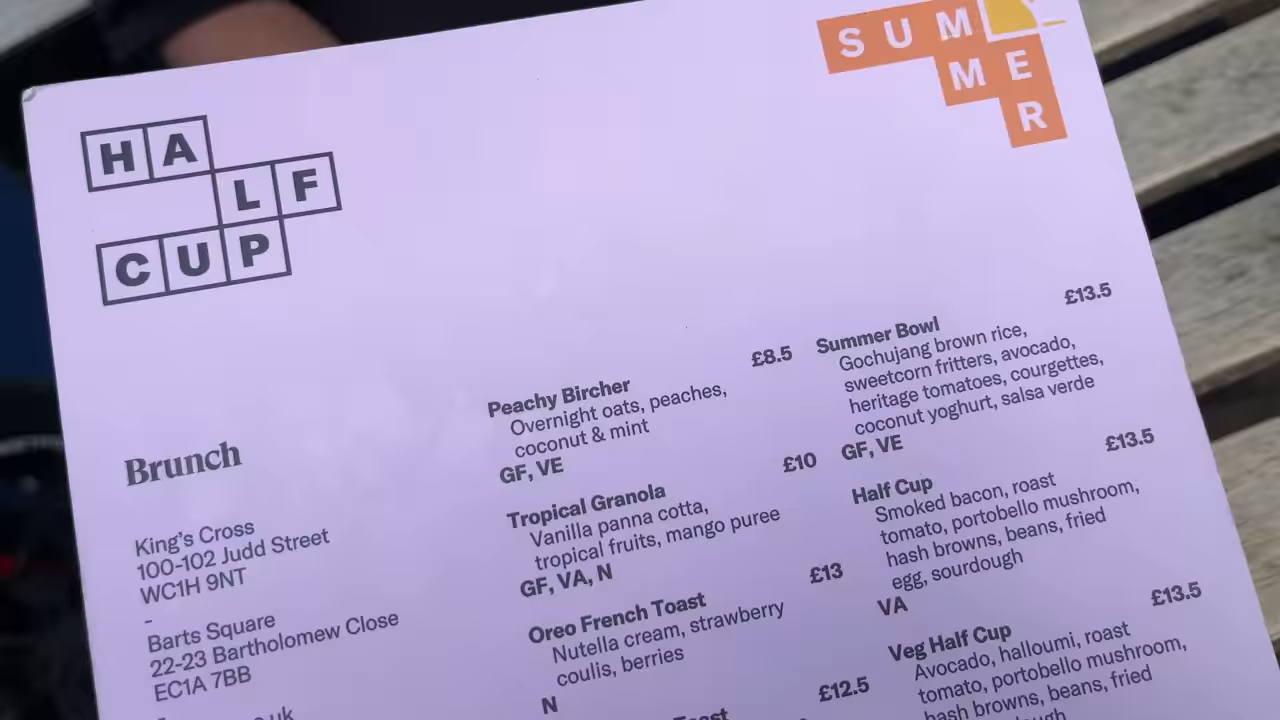 HA
LF
CUP
SUM
ME
R
Brunch
King's Cross
100-102 Judd Street
WC1H 9NT
-
Barts Square
22-23 Bartholomew Close
EC1A 7BB
Peachy Bircher £8.5
Overnight oats, peaches,
coconut & mint
GF, VE
Tropical Granola £10
Vanilla panna cotta,
tropical fruits, mango puree
GF, VA, N
Oreo French Toast £13
Nutella cream, strawberry
coulis, berries
N
£12.5
Summer Bowl £13.5
Gochujang brown rice,
sweetcorn fritters, avocado,
heritage tomatoes, courgettes,
coconut yoghurt, salsa verde
GF, VE
Half Cup £13.5
Smoked bacon, roast
tomato, portobello mushroom,
hash browns, beans, fried
egg, sourdough
VA
Veg Half Cup £13.5
Avocado, halloumi, roast
tomato, portobello mushroom,
hash browns, beans, fried